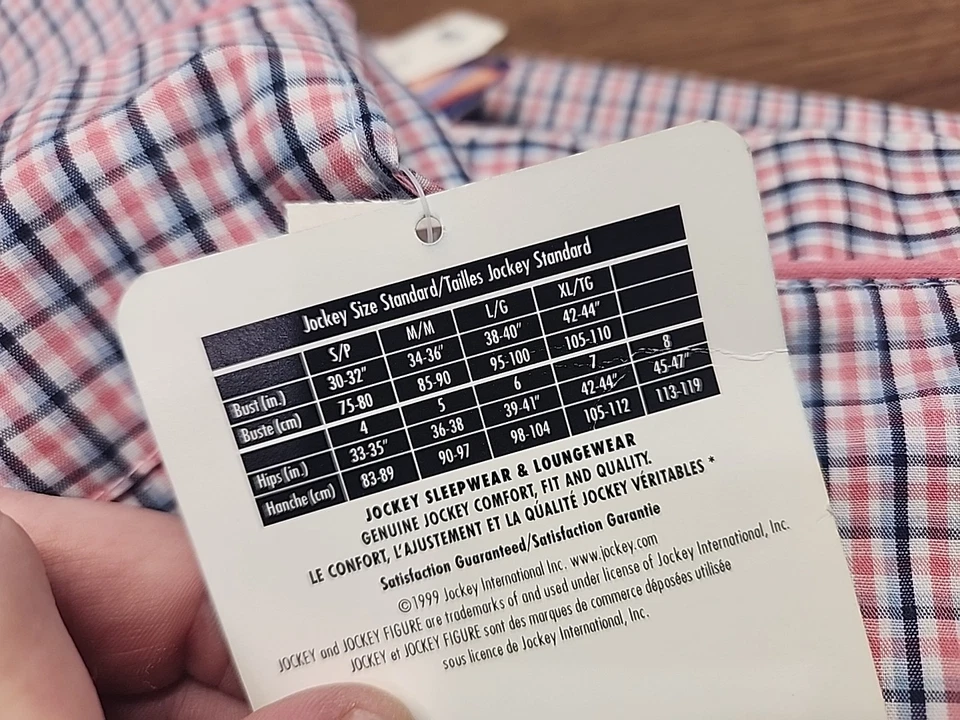 Jockey Size Standard/Tailles Jockey Standard
S/P M/M L/G XL/TG
Bust (in.) 30-32" 34-36" 38-40" 42-44"
Buste (cm) 75-80 85-90 95-100 105-110
4 5 6 7 8
Hips (in.) 33-35" 36-38 39-41" 42-44" 45-47"
Hanche (cm) 83-89 90-97 98-104 105-112 113-119
JOCKEY SLEEPWEAR & LOUNGEWEAR
GENUINE JOCKEY COMFORT, FIT AND QUALITY.
LE CONFORT, L'AJUSTEMENT ET LA QUALITÉ JOCKEY VÉRITABLES *
Satisfaction Guaranteed/Satisfaction Garantie
©1999 Jockey International Inc. www.jockey.com
JOCKEY and JOCKEY FIGURE are trademarks of and used under license of Jockey International, Inc.
JOCKEY et JOCKEY FIGURE sont des marques de commerce déposées utilisée
sous licence de Jockey International, Inc.